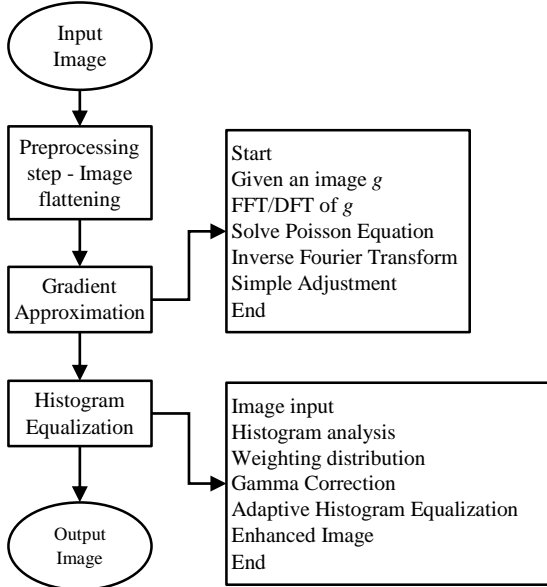 Input
Image
Preprocessing
step - Image
flattening
Gradient
Approximation
Histogram
Equalization
Output
Image
Start
Given an image g
FFT/DFT of g
Solve Poisson Equation
Inverse Fourier Transform
Simple Adjustment
End
Image input
Histogram analysis
Weighting distribution
Gamma Correction
Adaptive Histogram Equalization
Enhanced Image
End